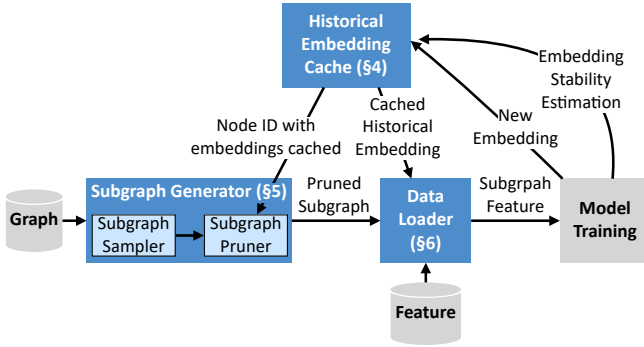 Historical
Embedding
Cache (§4)
Embedding
Stability
Estimation
New
Embedding
Cached
Historical
Embedding
Node ID with
embeddings cached
Graph
Subgraph Generator (§5)
Subgraph
Sampler
Subgraph
Pruner
Pruned
Subgraph
Data
Loader
(§6)
Subgrpah
Feature
Model
Training
Feature